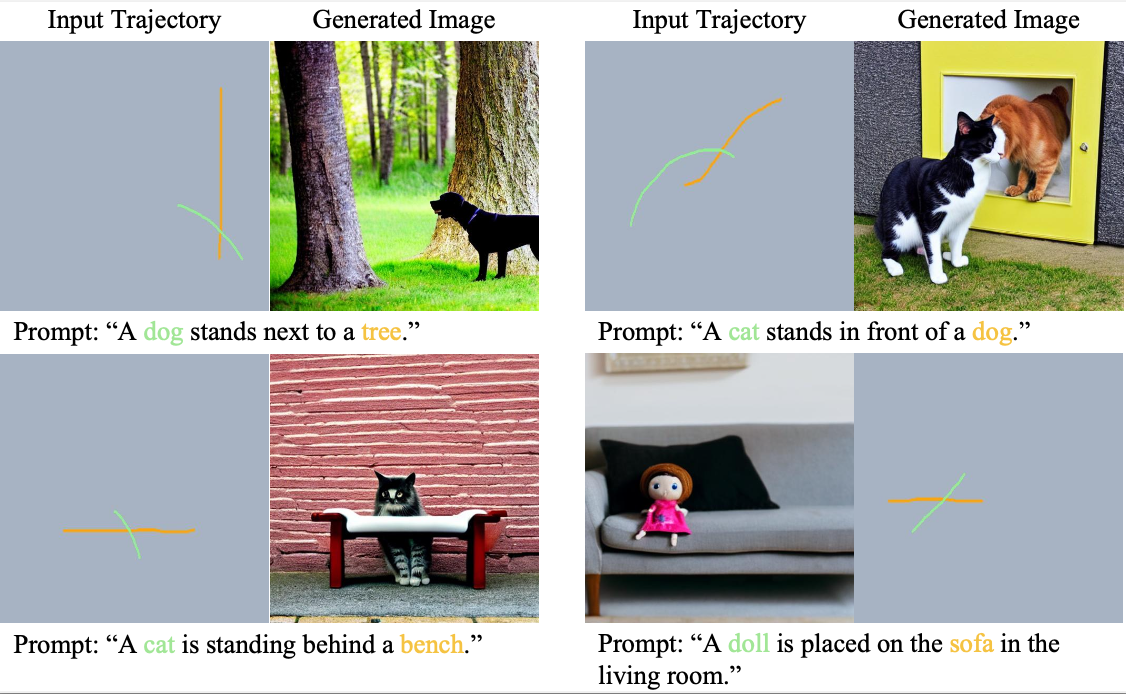 Input Trajectory
Generated Image
Input Trajectory
Generated Image
Prompt: “A dog stands next to a tree.”
Prompt: “A cat stands in front of a dog.”
Prompt: “A cat is standing behind a bench.”
Prompt: “A doll is placed on the sofa in the
living room.”